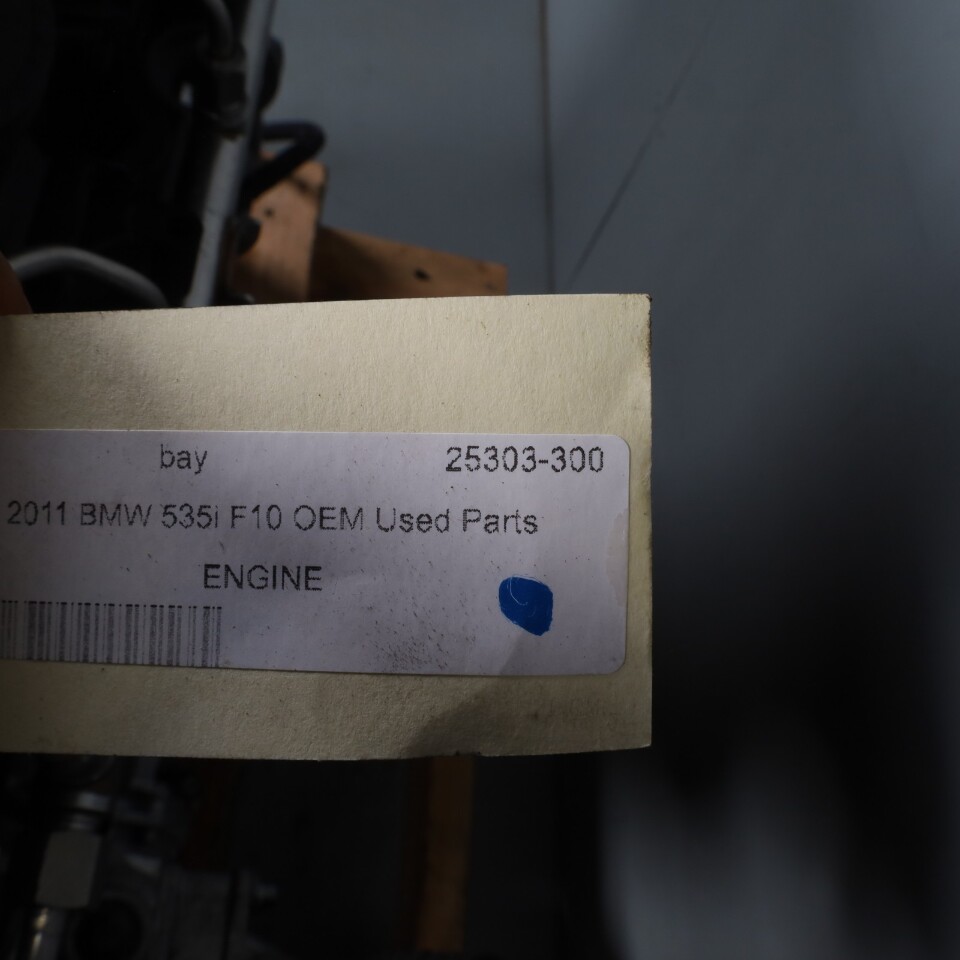 bay 25303-300
2011 BMW 535i F10 OEM Used Parts
ENGINE